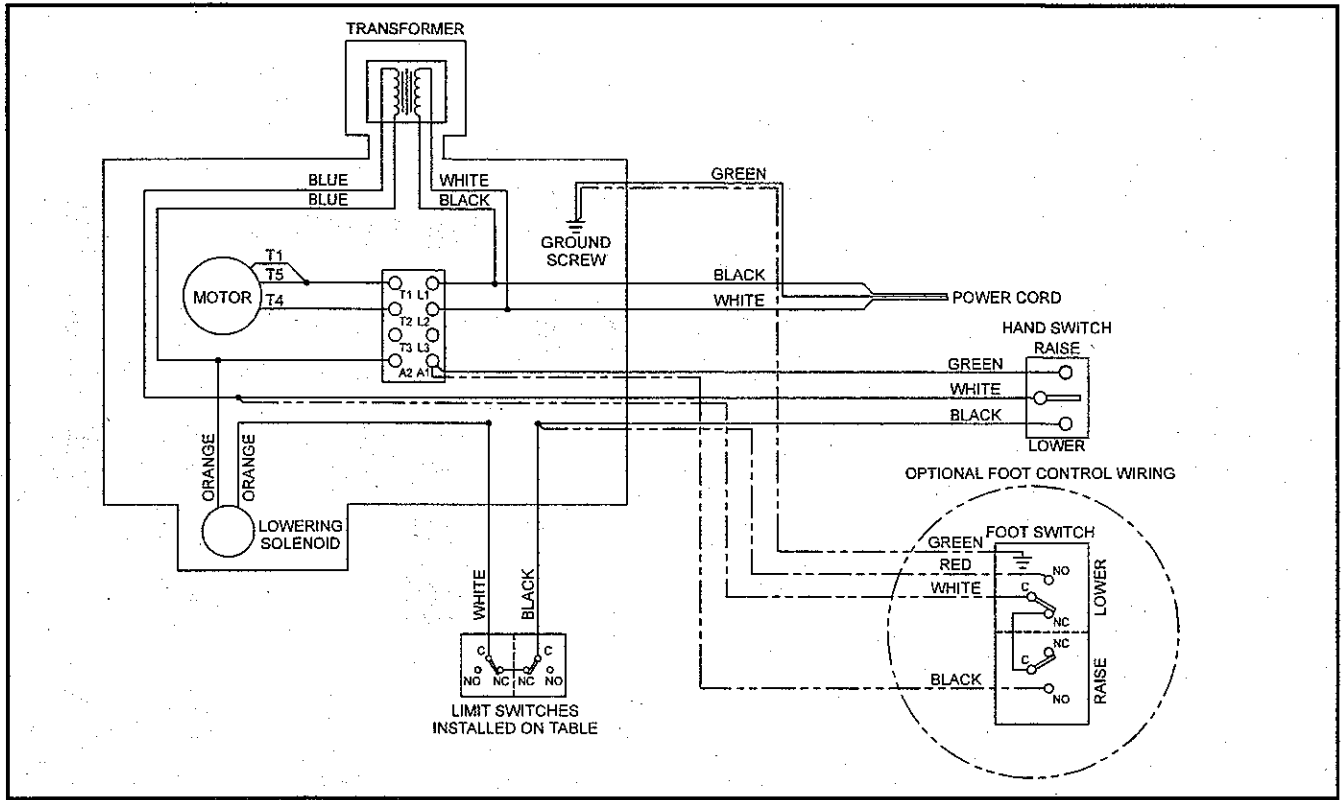 TRANSFORMER
BLUE
WHITE
BLUE
BLACK
GREEN
GROUND
SCREW
T1
T5
MOTOR
T4
T1 L1
T2 L2
T3 L3
A2 A1
BLACK
WHITE
POWER CORD
HAND SWITCH
RAISE
GREEN
WHITE
BLACK
LOWER
ORANGE
ORANGE
LOWERING
SOLENOID
OPTIONAL FOOT CONTROL WIRING
FOOT SWITCH
GREEN
RED
NO
WHITE
C
NC
LOWER
NC
C
RAISE
BLACK
NO
WHITE
BLACK
C
C
NO
NC
NC
NO
LIMIT SWITCHES
INSTALLED ON TABLE